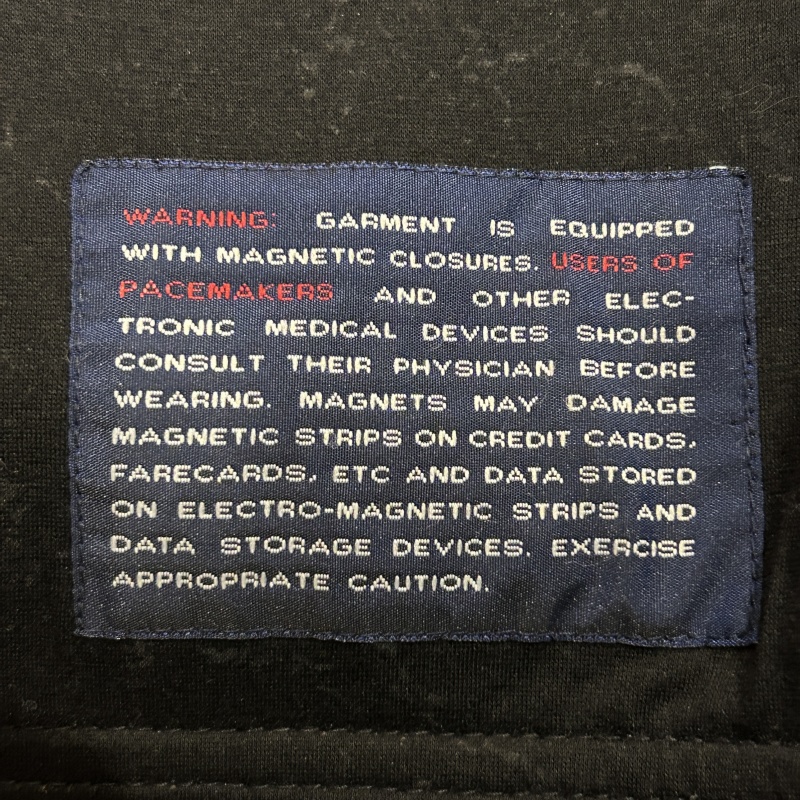 WARNING: GARMENT IS EQUIPPED
WITH MAGNETIC CLOSURES. USERS OF
PACEMAKERS AND OTHER ELEC-
TRONIC MEDICAL DEVICES SHOULD
CONSULT THEIR PHYSICIAN BEFORE
WEARING. MAGNETS MAY DAMAGE
MAGNETIC STRIPS ON CREDIT CARDS,
FARECARDS, ETC AND DATA STORED
ON ELECTRO-MAGNETIC STRIPS AND
DATA STORAGE DEVICES. EXERCISE
APPROPRIATE CAUTION.